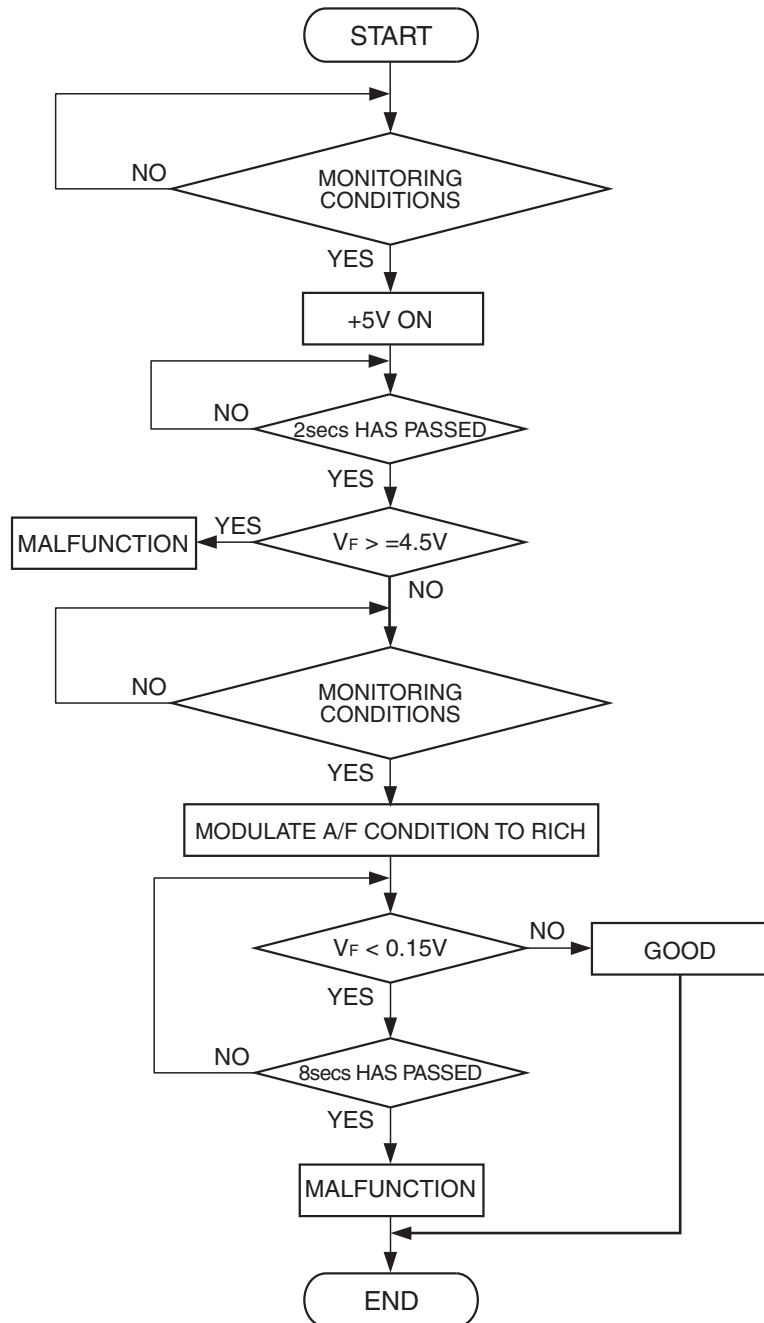 START
NO
MONITORING
CONDITIONS
YES
+5V ON
NO
2secs HAS PASSED
YES
MALFUNCTION
YES
VF > =4.5V
NO
NO
MONITORING
CONDITIONS
YES
MODULATE A/F CONDITION TO RICH
VF < 0.15V
NO
GOOD
YES
NO
8secs HAS PASSED
YES
MALFUNCTION
END